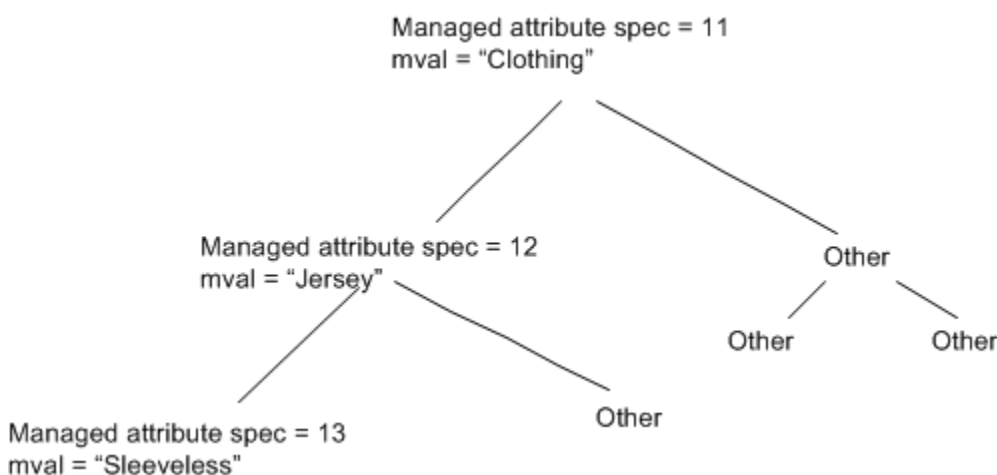 Managed attribute spec = 11
mval = “Clothing”
Managed attribute spec = 12
mval = “Jersey”
Other
Other
Other
Other
Managed attribute spec = 13
mval = “Sleeveless”